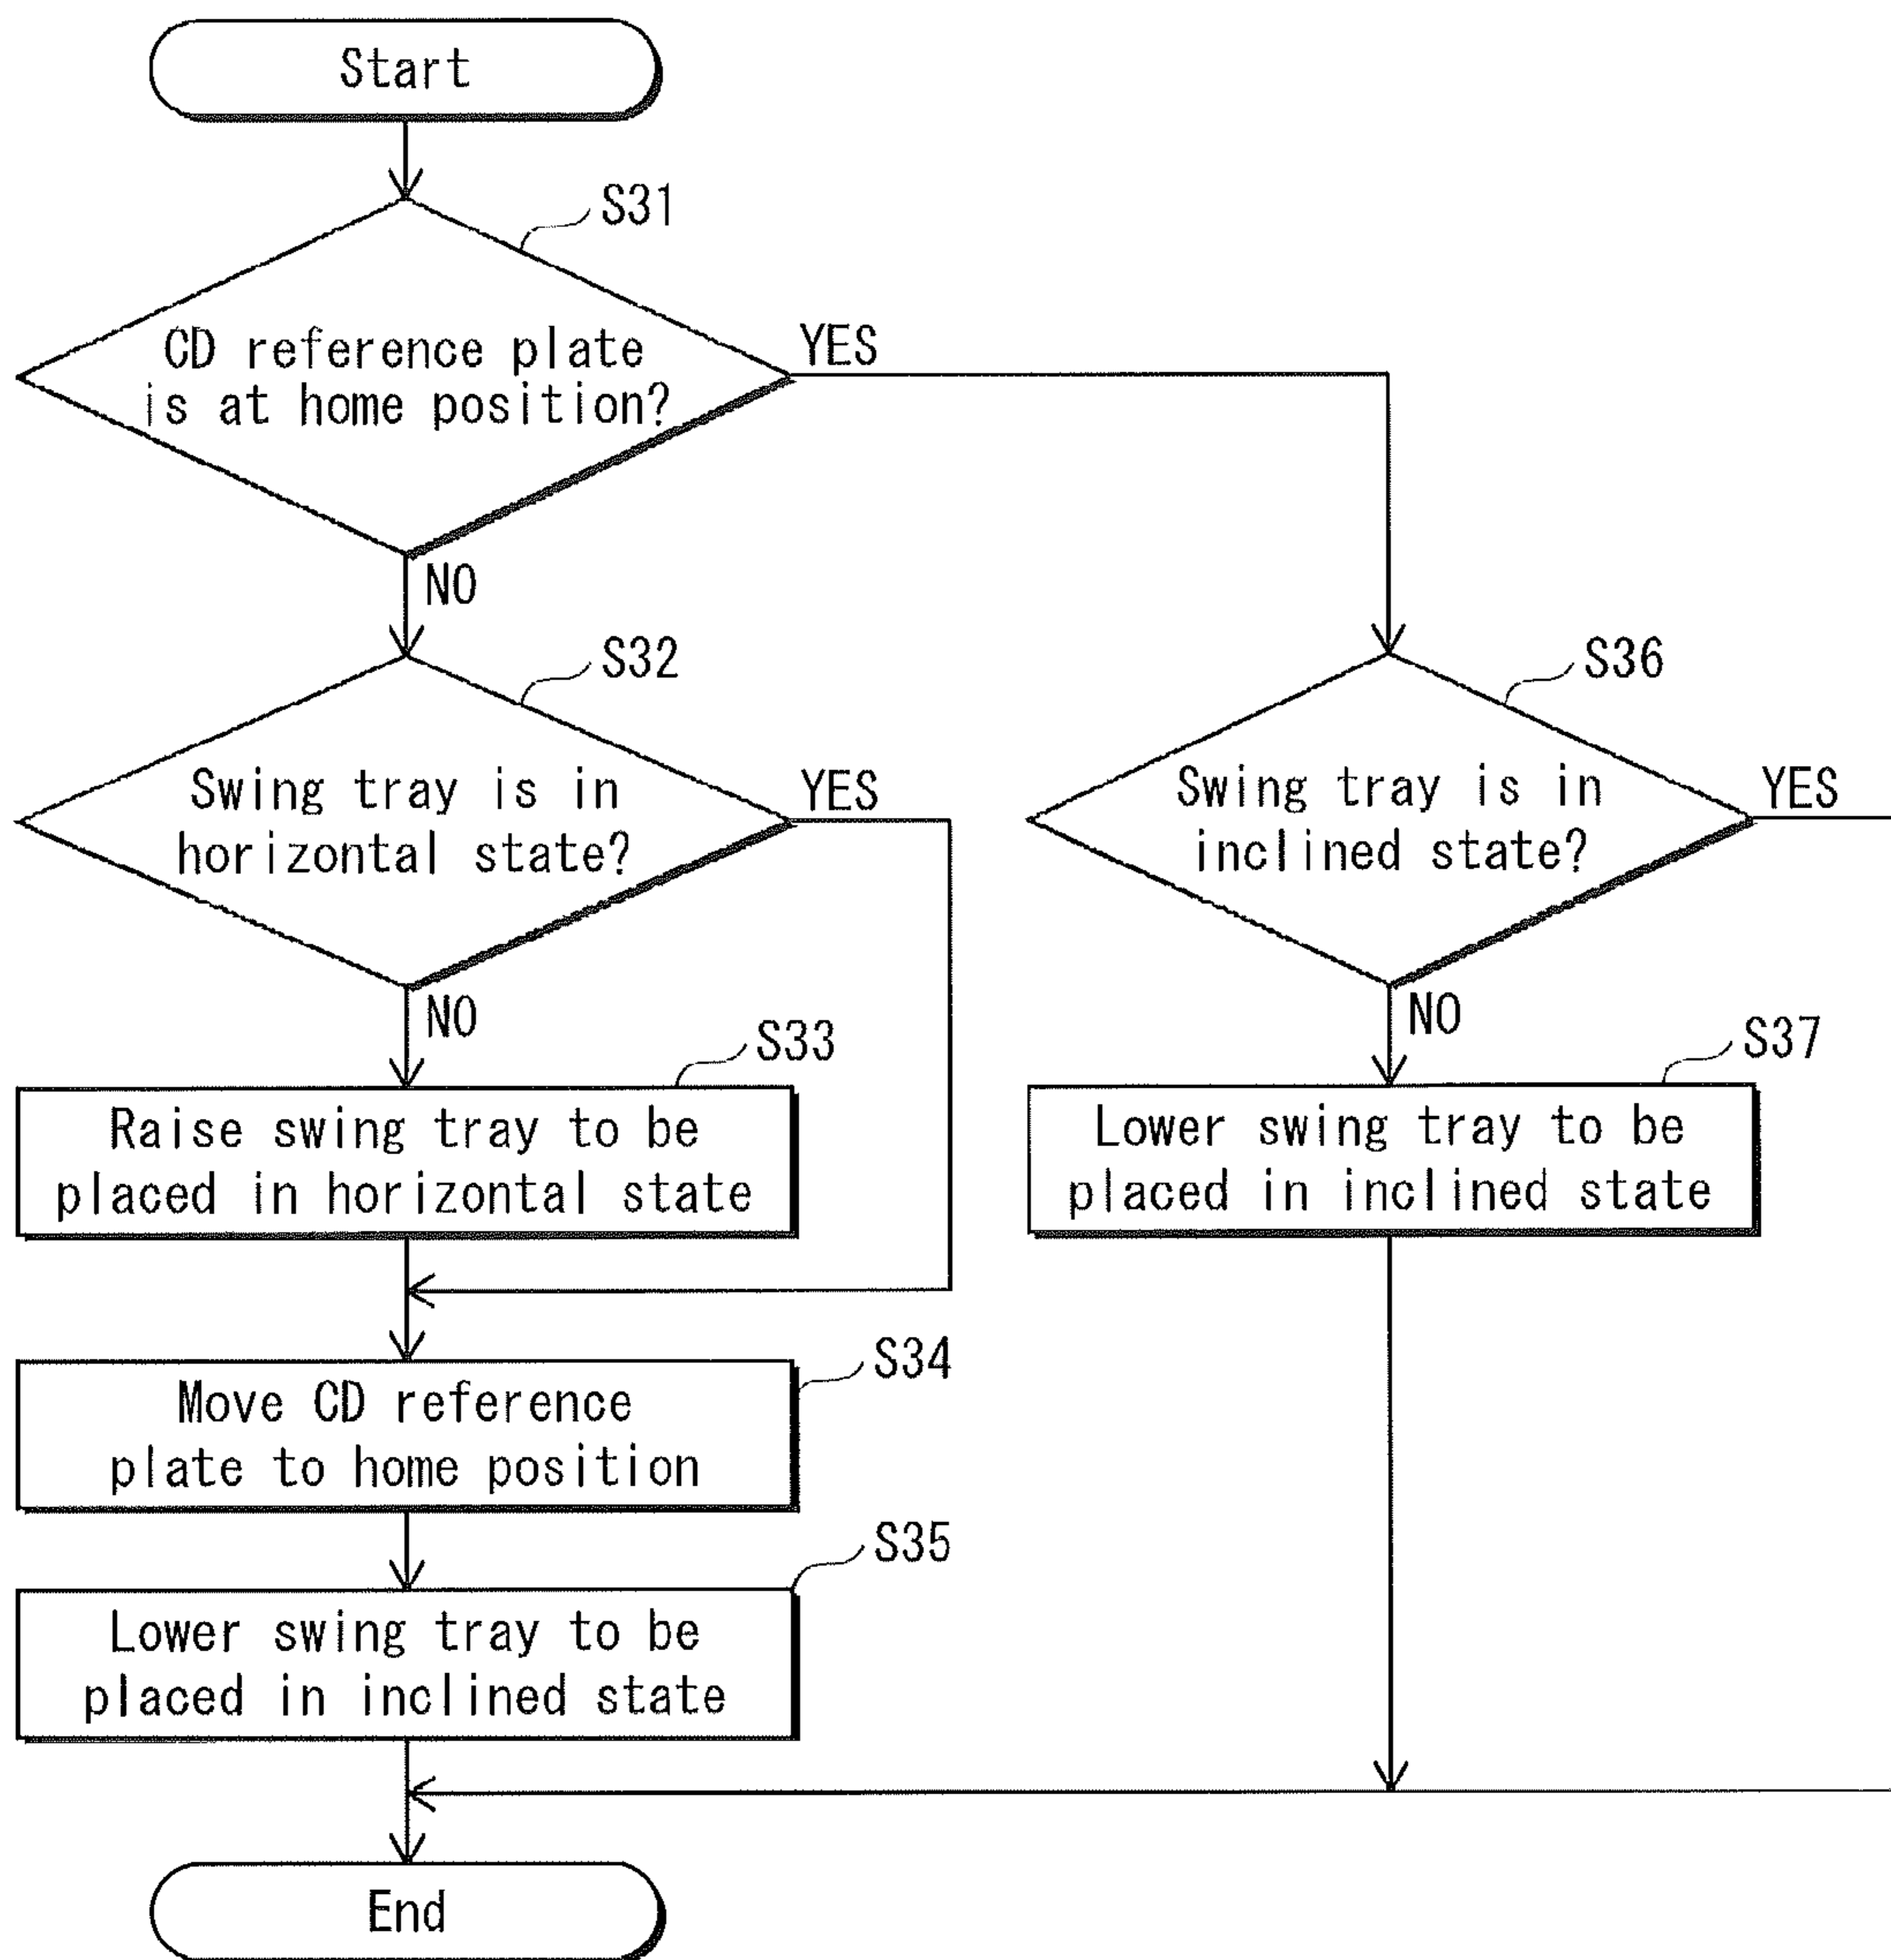 Start
S31
CD reference plate
is at home position?
YES
NO
S32
Swing tray is in
horizontal state?
YES
NO
S33
Raise swing tray to be
placed in horizontal state
S34
Move CD reference
plate to home position
S35
Lower swing tray to be
placed in inclined state
S36
Swing tray is in
inclined state?
YES
NO
S37
Lower swing tray to be
placed in inclined state
End